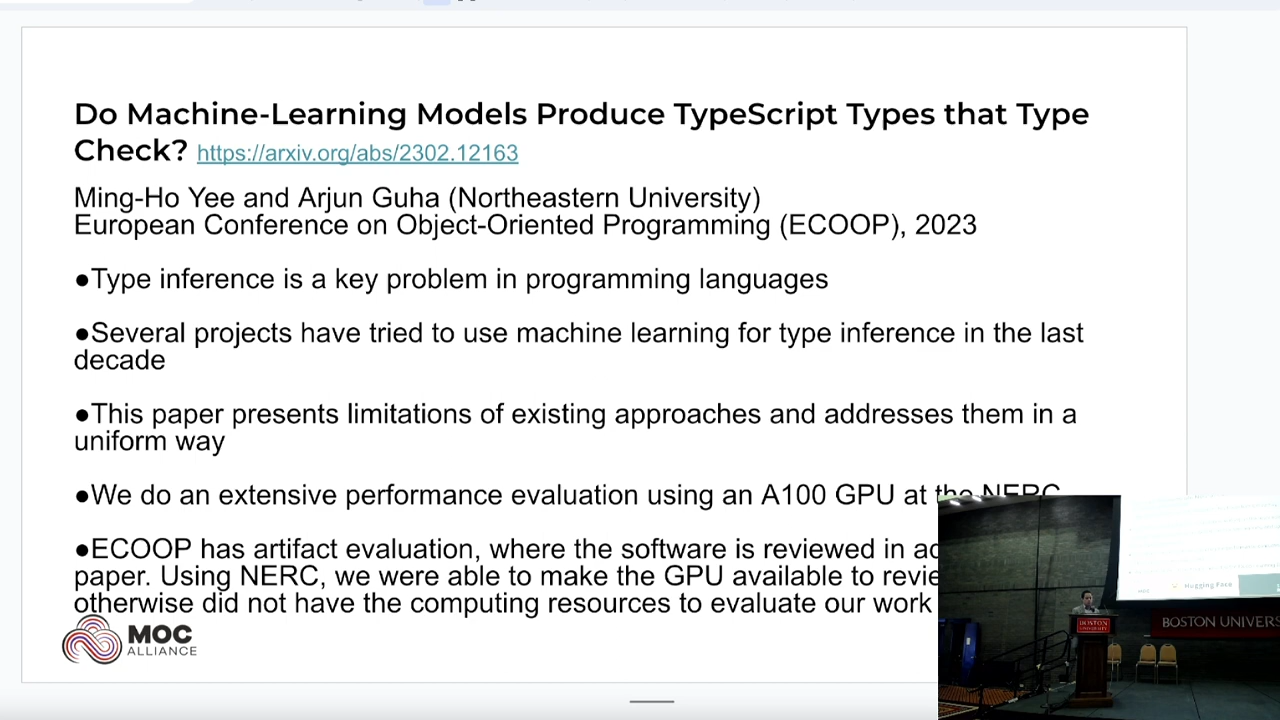 Do Machine-Learning Models Produce TypeScript Types that Type
Check? https://arxiv.org/abs/2302.12163
Ming-Ho Yee and Arjun Guha (Northeastern University)
European Conference on Object-Oriented Programming (ECOOP), 2023
●Type inference is a key problem in programming languages
●Several projects have tried to use machine learning for type inference in the last
decade
●This paper presents limitations of existing approaches and addresses them in a
uniform way
●We do an extensive performance evaluation using an A100 GPU at the NERC
●ECOOP has artifact evaluation, where the software is reviewed in
paper. Using NERC, we were able to make the GPU available to
otherwise did not have the computing resources to evaluate our work
MOC
ALLIANCE
Hugging Face
BOSTON
UNIVERSITY
BOSTON